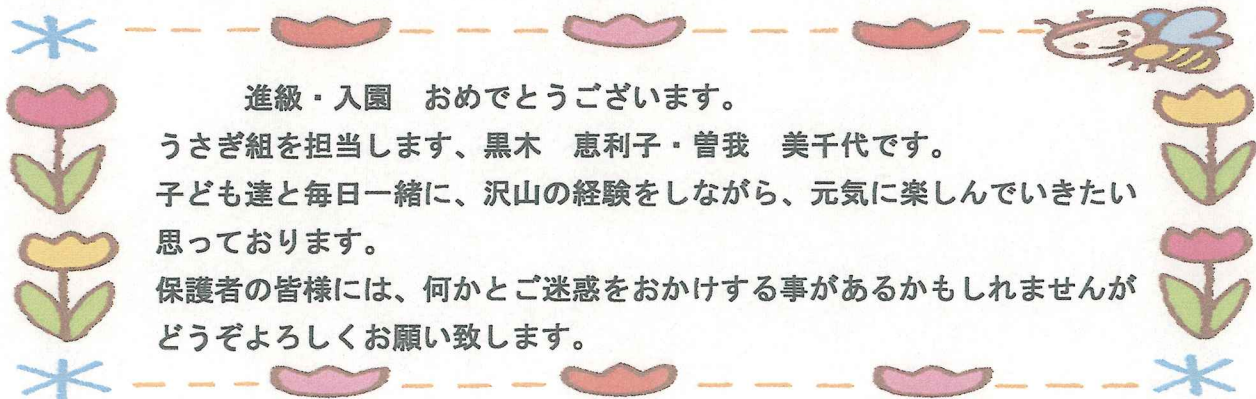 進級・入園　おめでとうございます。
うさぎ組を担当します、黒木　恵利子・曽我　美千代です。
子ども達と毎日一緒に、沢山の経験をしながら、元気に楽しんでいきたい
思っております。
保護者の皆様には、何かとご迷惑をおかけする事があるかもしれませんが
どうぞよろしくお願い致します。